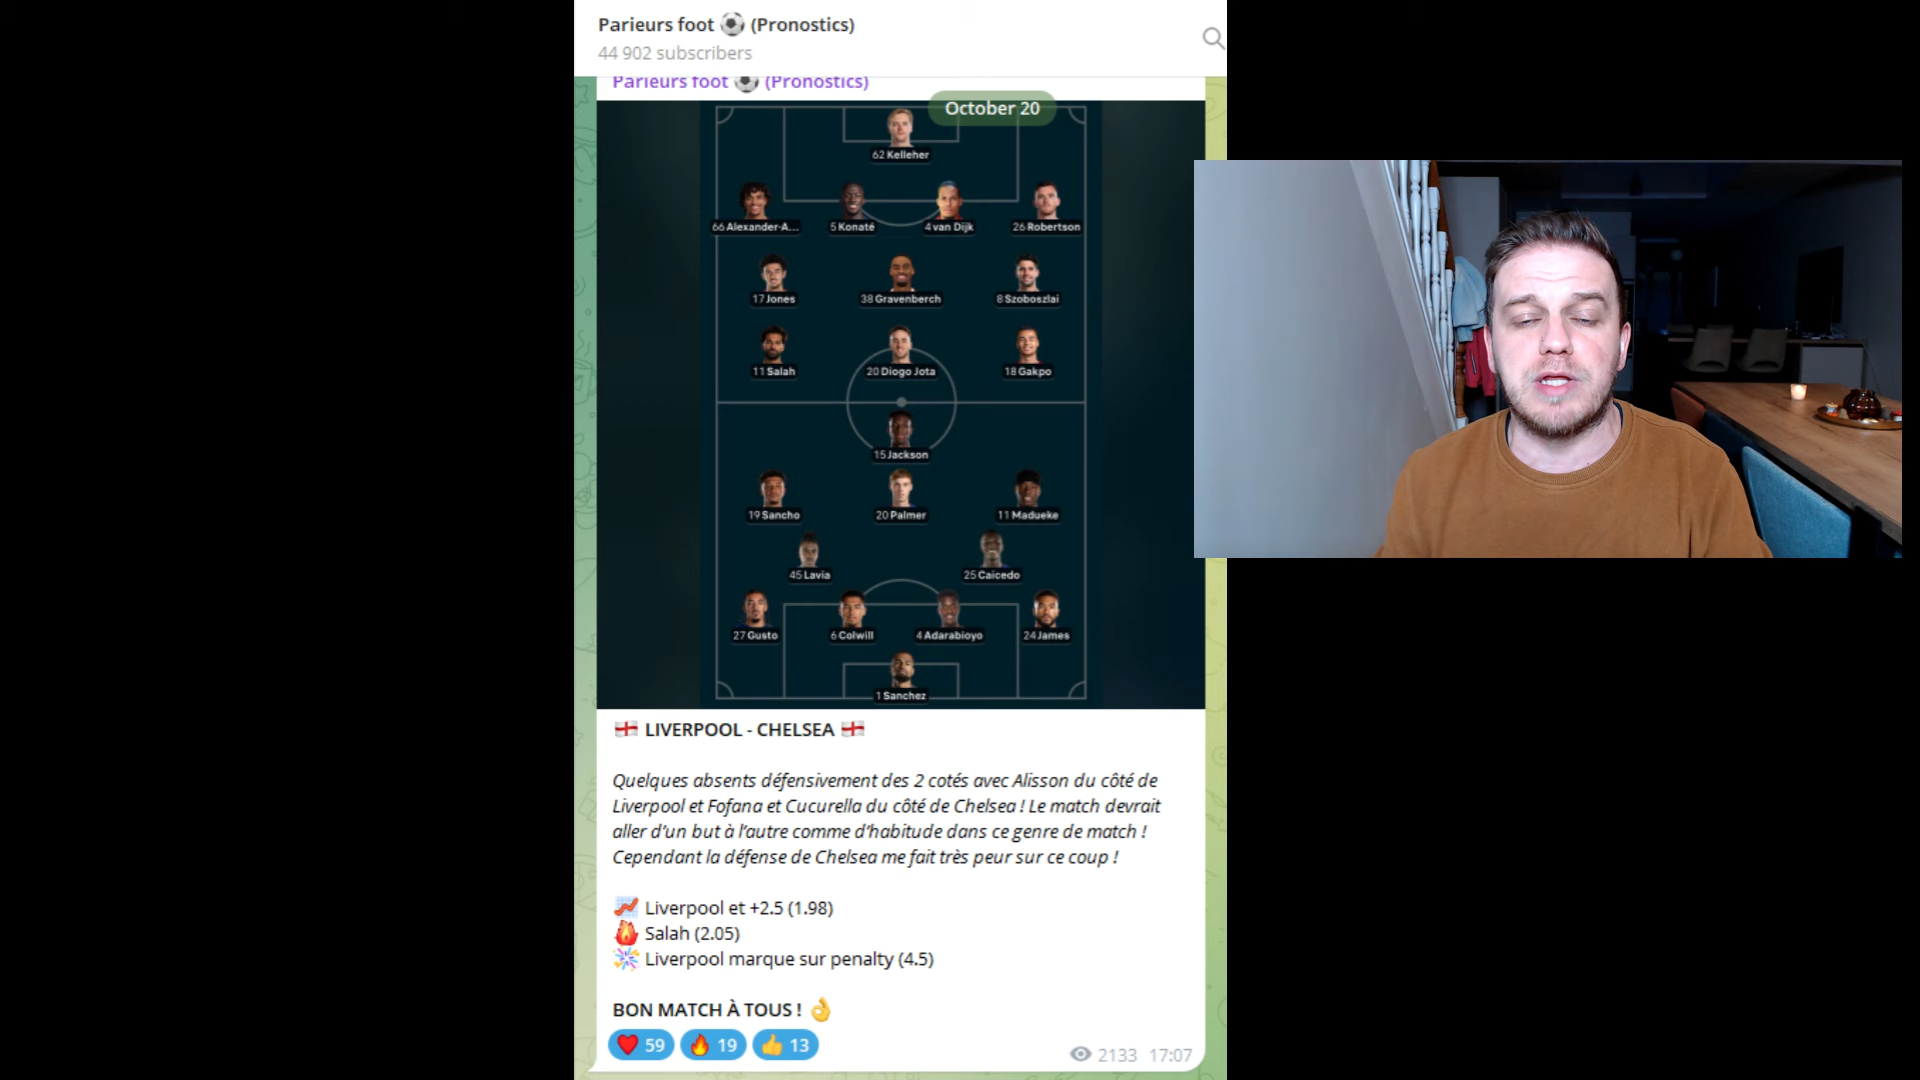 Parieurs foot ⚽ (Pronostics)
44 902 subscribers
Parieurs foot ⚽ (Pronostics)
October 20
62 Kelleher
66 Alexander-A... 5 Konaté 4 van Dijk 26 Robertson
17 Jones 38 Gravenberch 8 Szoboszlai
11 Salah 20 Diogo Jota 18 Gakpo
15 Jackson
19 Sancho 20 Palmer 11 Madueke
45 Lavia 25 Caicedo
27 Gusto 6 Colwill 4 Adarabioyo 24 James
1 Sanchez
🏴󠁧󠁢󠁥󠁮󠁧󠁿 LIVERPOOL - CHELSEA 🏴󠁧󠁢󠁥󠁮󠁧󠁿
Quelques absents défensivement des 2 cotés avec Alisson du côté de
Liverpool et Fofana et Cucurella du côté de Chelsea ! Le match devrait
aller d'un but à l'autre comme d'habitude dans ce genre de match !
Cependant la défense de Chelsea me fait très peur sur ce coup !
📈 Liverpool et +2.5 (1.98)
🔥 Salah (2.05)
🎆 Liverpool marque sur penalty (4.5)
BON MATCH À TOUS ! 👌
❤️ 59 🔥 19 👍 13
2133 17:07